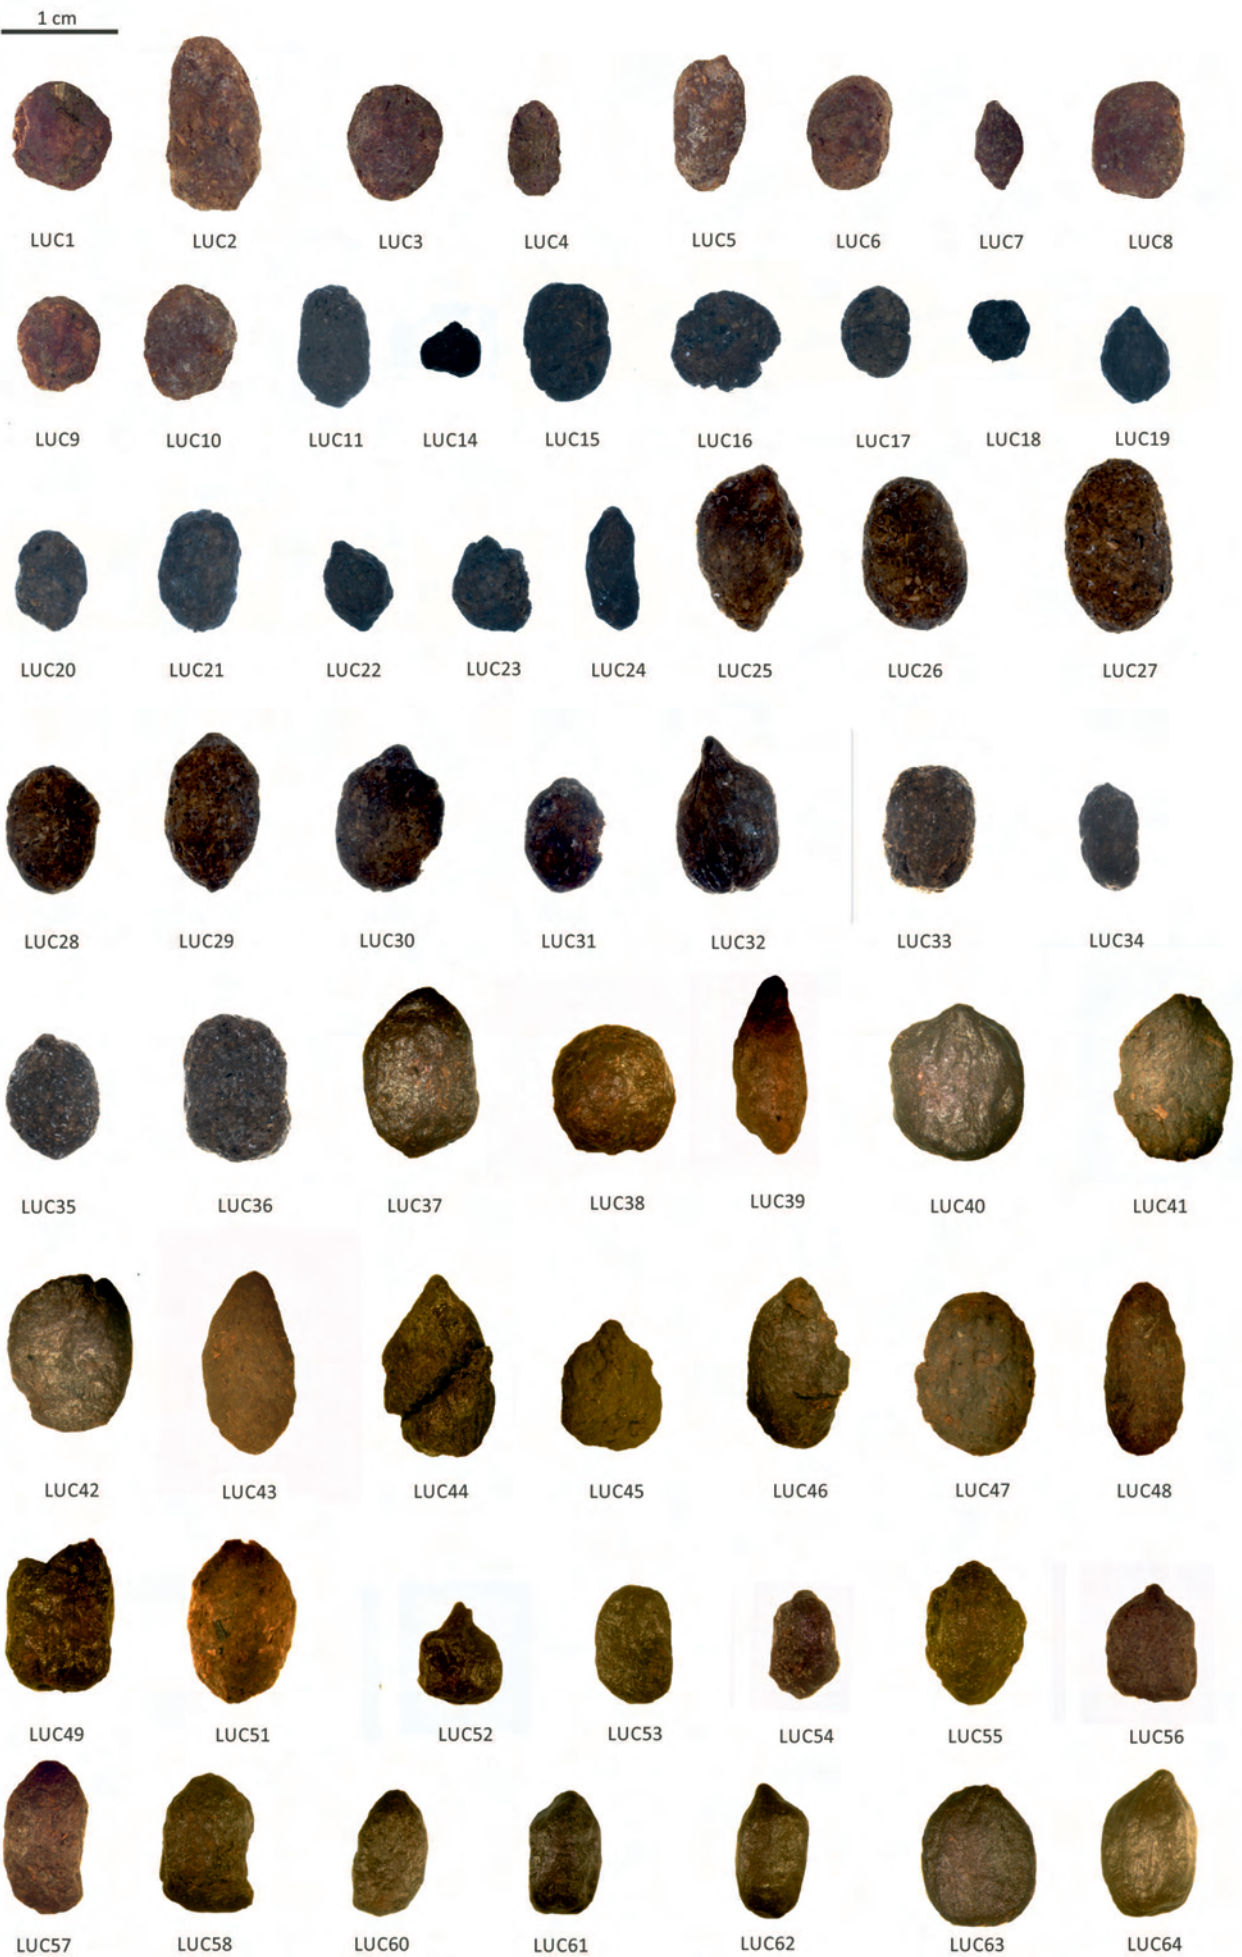 1 cm
LUC1 LUC2 LUC3 LUC4 LUC5 LUC6 LUC7 LUC8
LUC9 LUC10 LUC11 LUC14 LUC15 LUC16 LUC17 LUC18 LUC19
LUC20 LUC21 LUC22 LUC23 LUC24 LUC25 LUC26 LUC27
LUC28 LUC29 LUC30 LUC31 LUC32 LUC33 LUC34
LUC35 LUC36 LUC37 LUC38 LUC39 LUC40 LUC41
LUC42 LUC43 LUC44 LUC45 LUC46 LUC47 LUC48
LUC49 LUC51 LUC52 LUC53 LUC54 LUC55 LUC56
LUC57 LUC58 LUC60 LUC61 LUC62 LUC63 LUC64